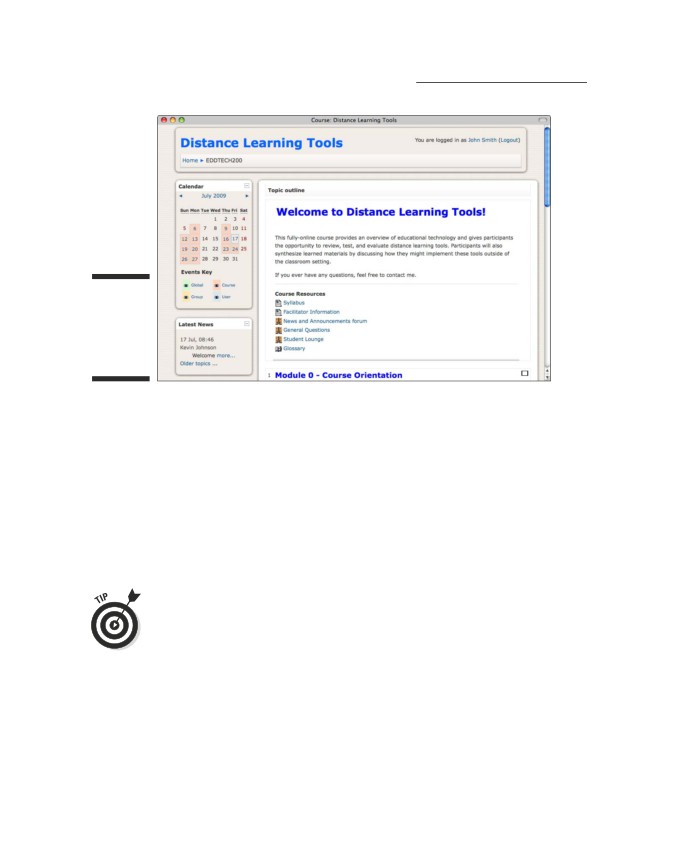 Course: Distance Learning Tools
Distance Learning Tools
You are logged in as John Smith (Logout)
Home ► EDDTECH200
Calendar
◄ July 2009 ►
Sun Mon Tue Wed Thu Fri Sat
1 2 3 4
5 6 7 8 9 10 11
12 13 14 15 16 17 18
19 20 21 22 23 24 25
26 27 28 29 30 31
Events Key
Global Course
Group User
Latest News
17 Jul, 08:46
Kevin Johnson
Welcome more...
Older topics ...
Topic outline
Welcome to Distance Learning Tools!
This fully-online course provides an overview of educational technology and gives participants
the opportunity to review, test, and evaluate distance learning tools. Participants will also
synthesize learned materials by discussing how they might implement these tools outside of
the classroom setting.
If you ever have any questions, feel free to contact me.
Course Resources
Syllabus
Facilitator Information
News and Announcements forum
General Questions
Student Lounge
Glossary
1 Module 0 - Course Orientation
TIP